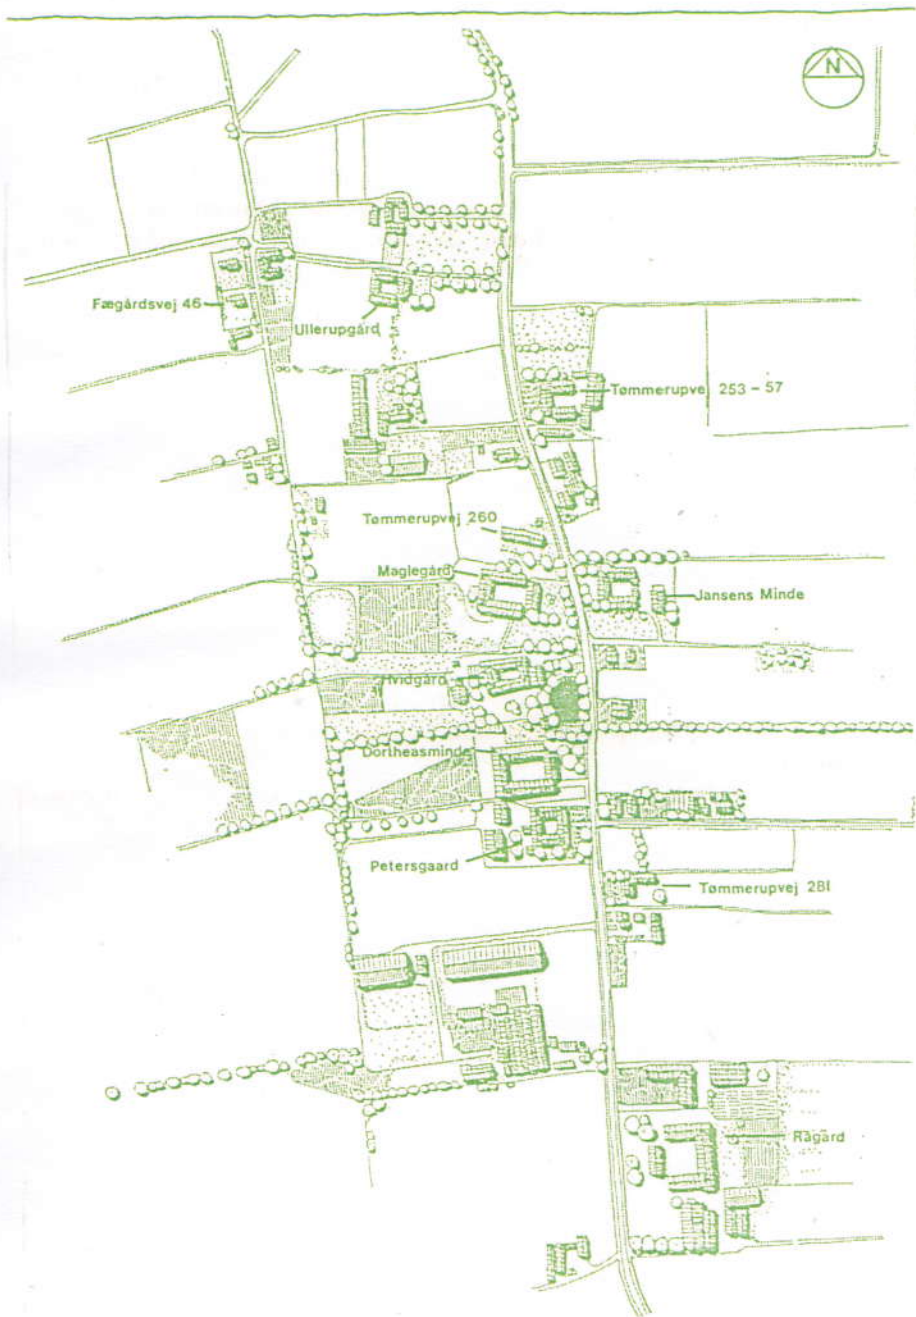 N
Fægårdsvej 46
Ullerupgård
Tømmerupve 253 - 57
Tømmerupvej 260
Maglegård
Jansens Minde
Hvidgård
Dortheasminde
Petersgaard
Tømmerupvej 281
Rågård